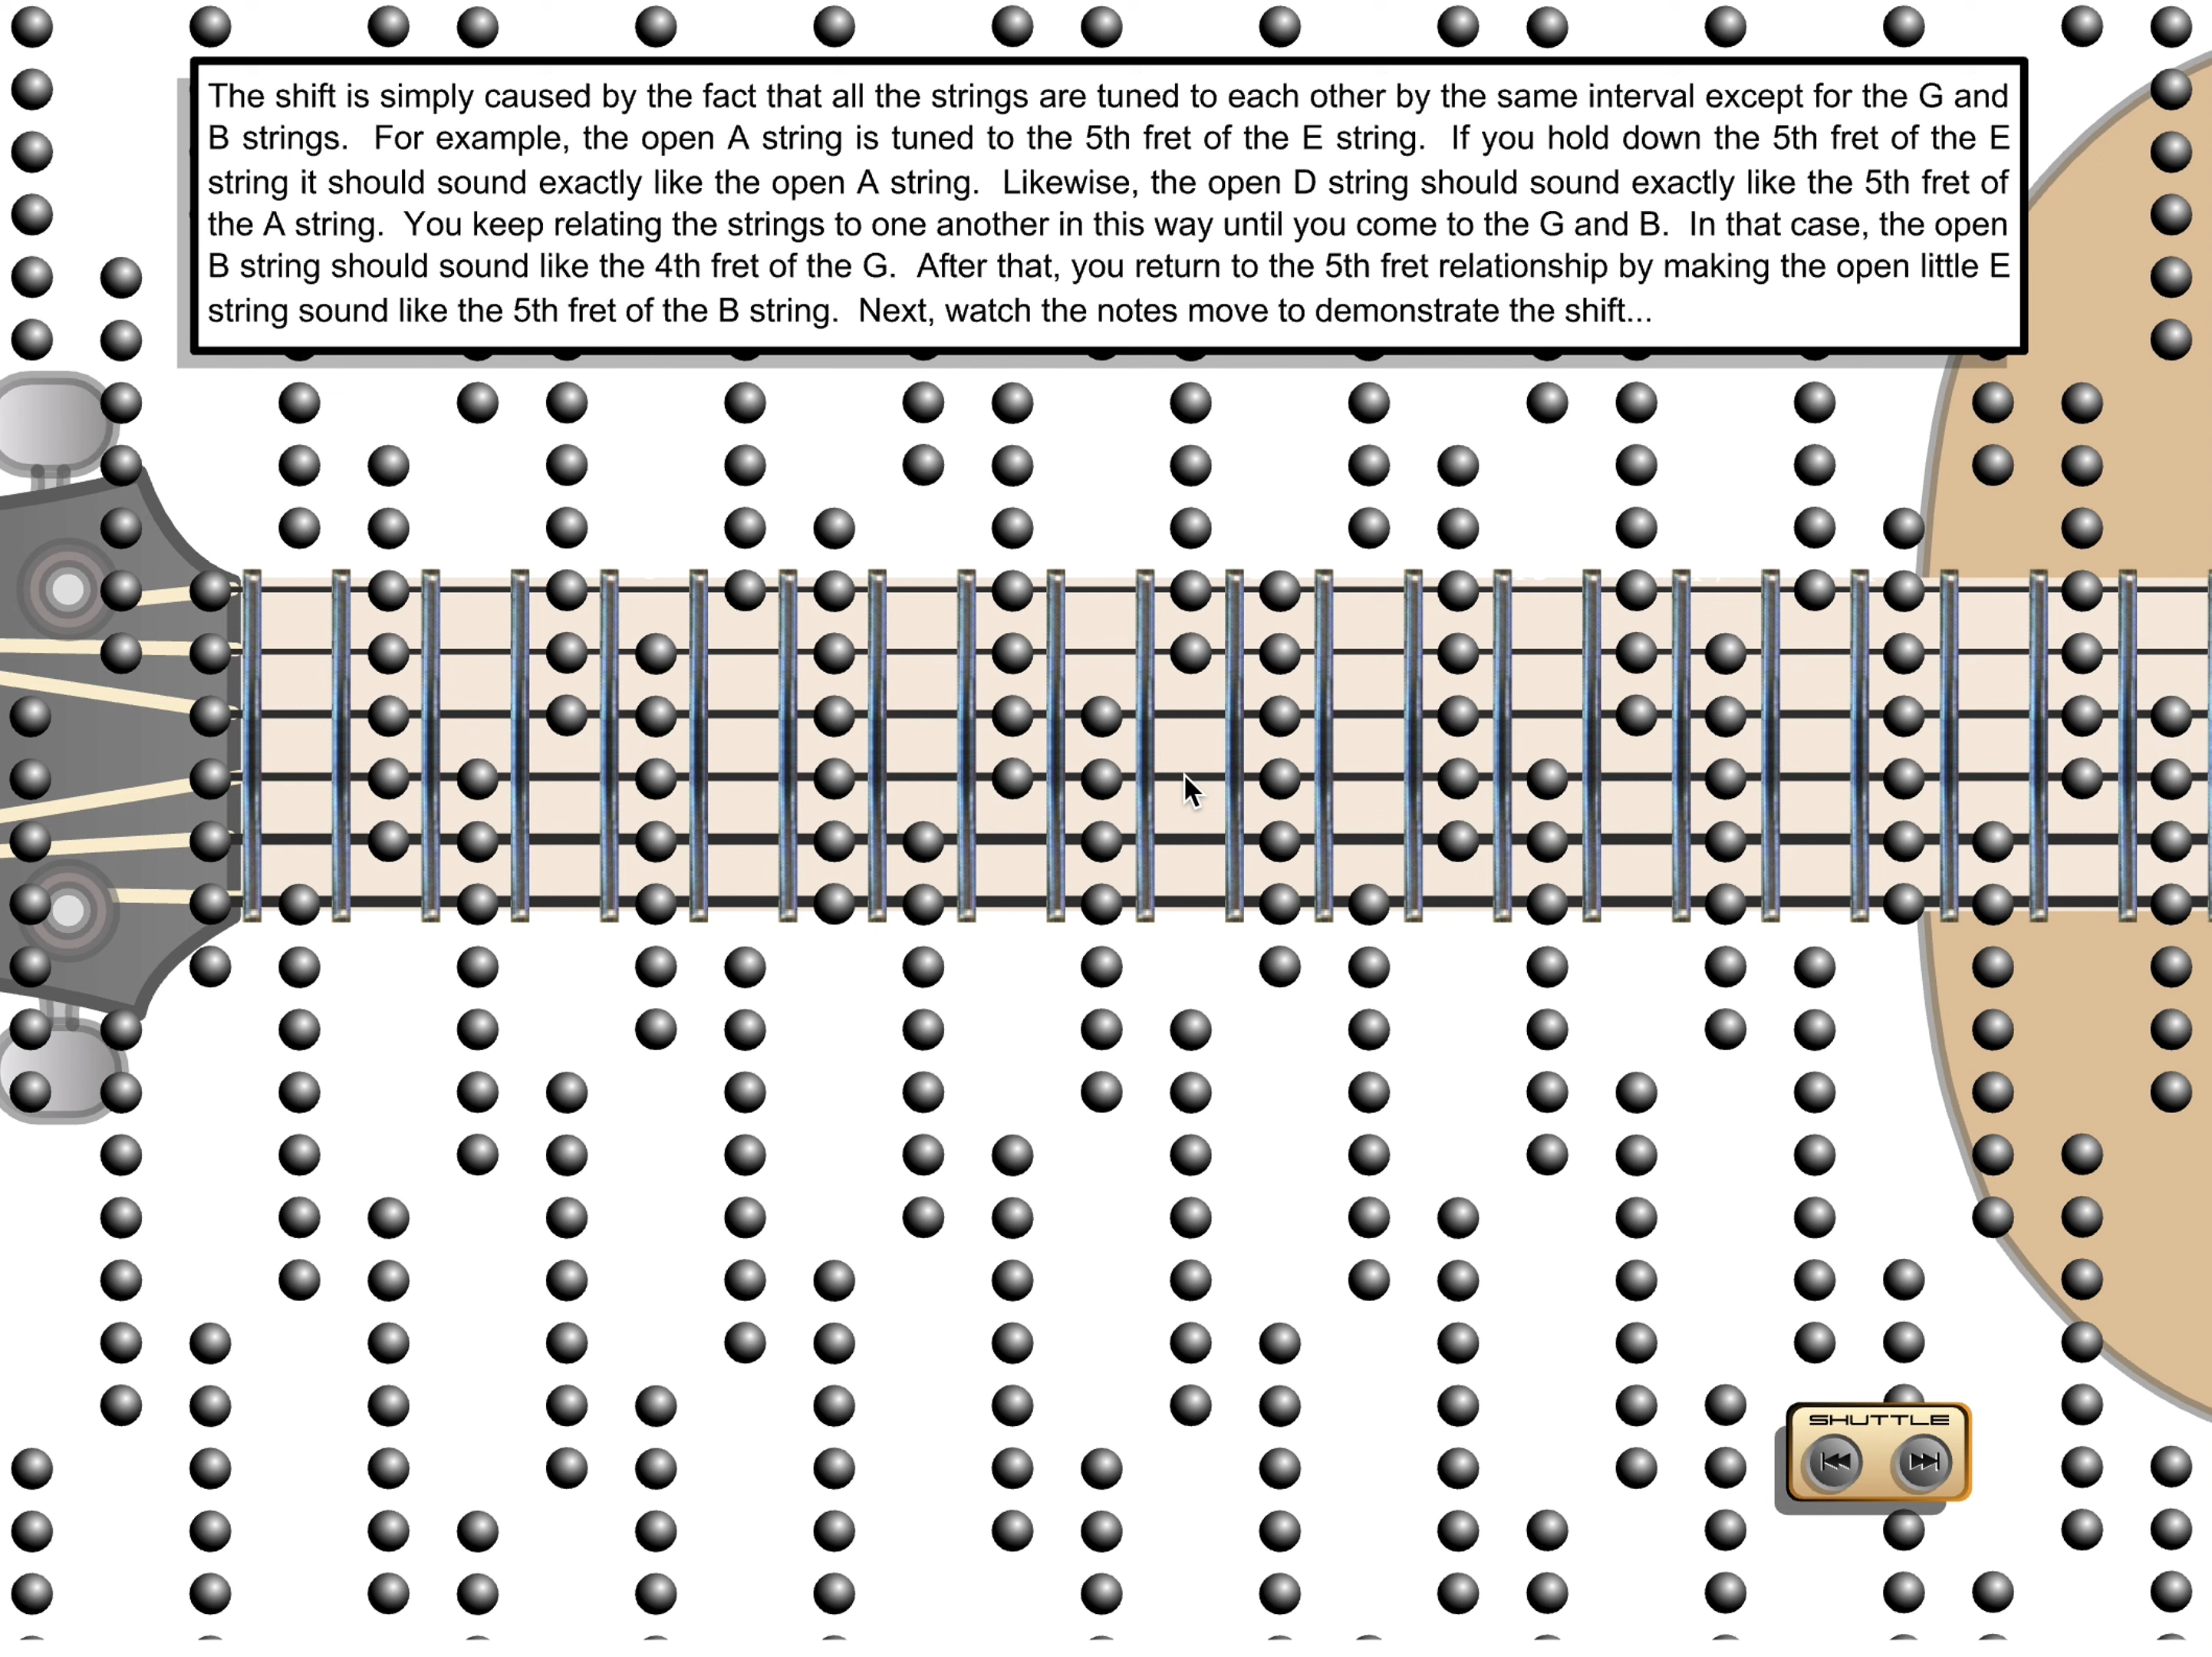 The shift is simply caused by the fact that all the strings are tuned to each other by the same interval except for the G and
B strings.  For example, the open A string is tuned to the 5th fret of the E string.  If you hold down the 5th fret of the E
string it should sound exactly like the open A string.  Likewise, the open D string should sound exactly like the 5th fret of
the A string.  You keep relating the strings to one another in this way until you come to the G and B.  In that case, the open
B string should sound like the 4th fret of the G.  After that, you return to the 5th fret relationship by making the open little E
string sound like the 5th fret of the B string.  Next, watch the notes move to demonstrate the shift...
SHUTTLE